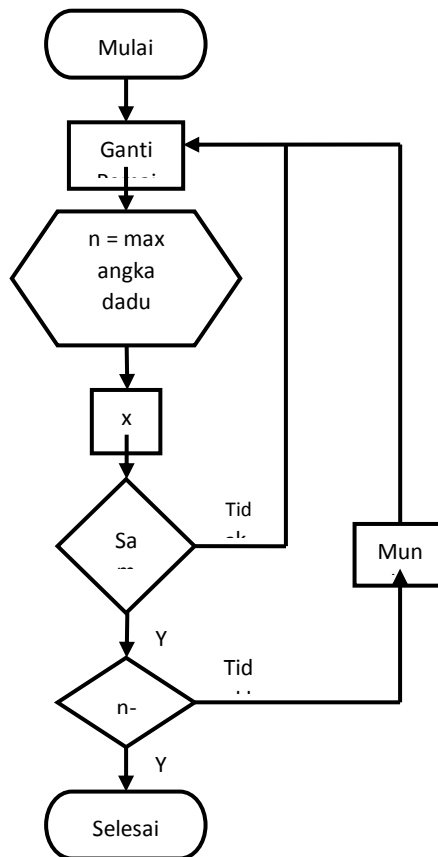 Mulai
Ganti
n = max
angka
dadu
x
Sa
Tid
Mun
Y
Tid
n-
Y
Selesai